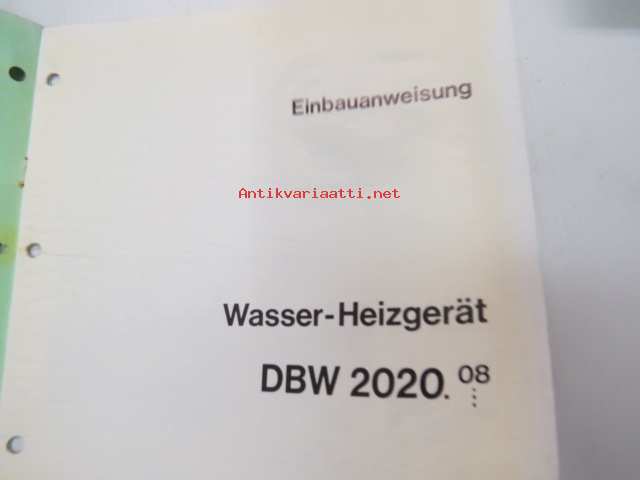 Einbauanweisung
Antikvariaatti.net
Wasser-Heizgerät
DBW 2020. 08